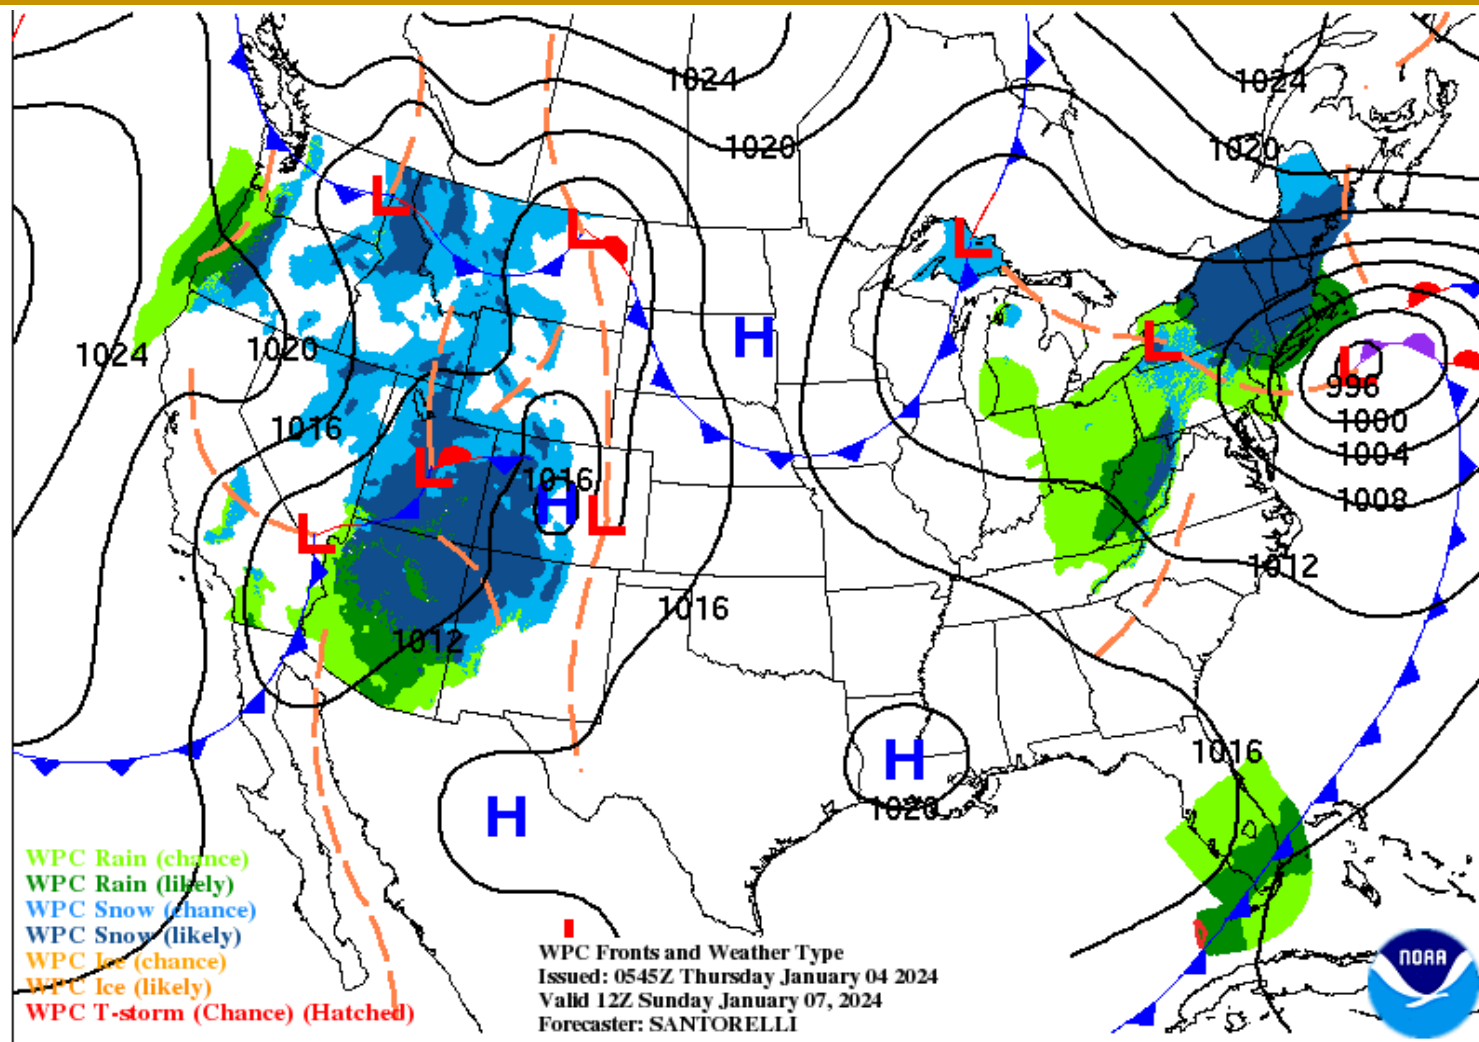 1024
1024
1020
1020
1024
1020
1016
1016
1012
1016
1016
1020
996
1000
1004
1008
1012
1016
L
L
L
L
L
L
L
L
L
H
H
H
H
WPC Rain (chance)
WPC Rain (likely)
WPC Snow (chance)
WPC Snow (likely)
WPC Ice (chance)
WPC Ice (likely)
WPC T-storm (Chance) (Hatched)
WPC Fronts and Weather Type
Issued: 0545Z Thursday January 04 2024
Valid 12Z Sunday January 07, 2024
Forecaster: SANTORELLI
NOAA